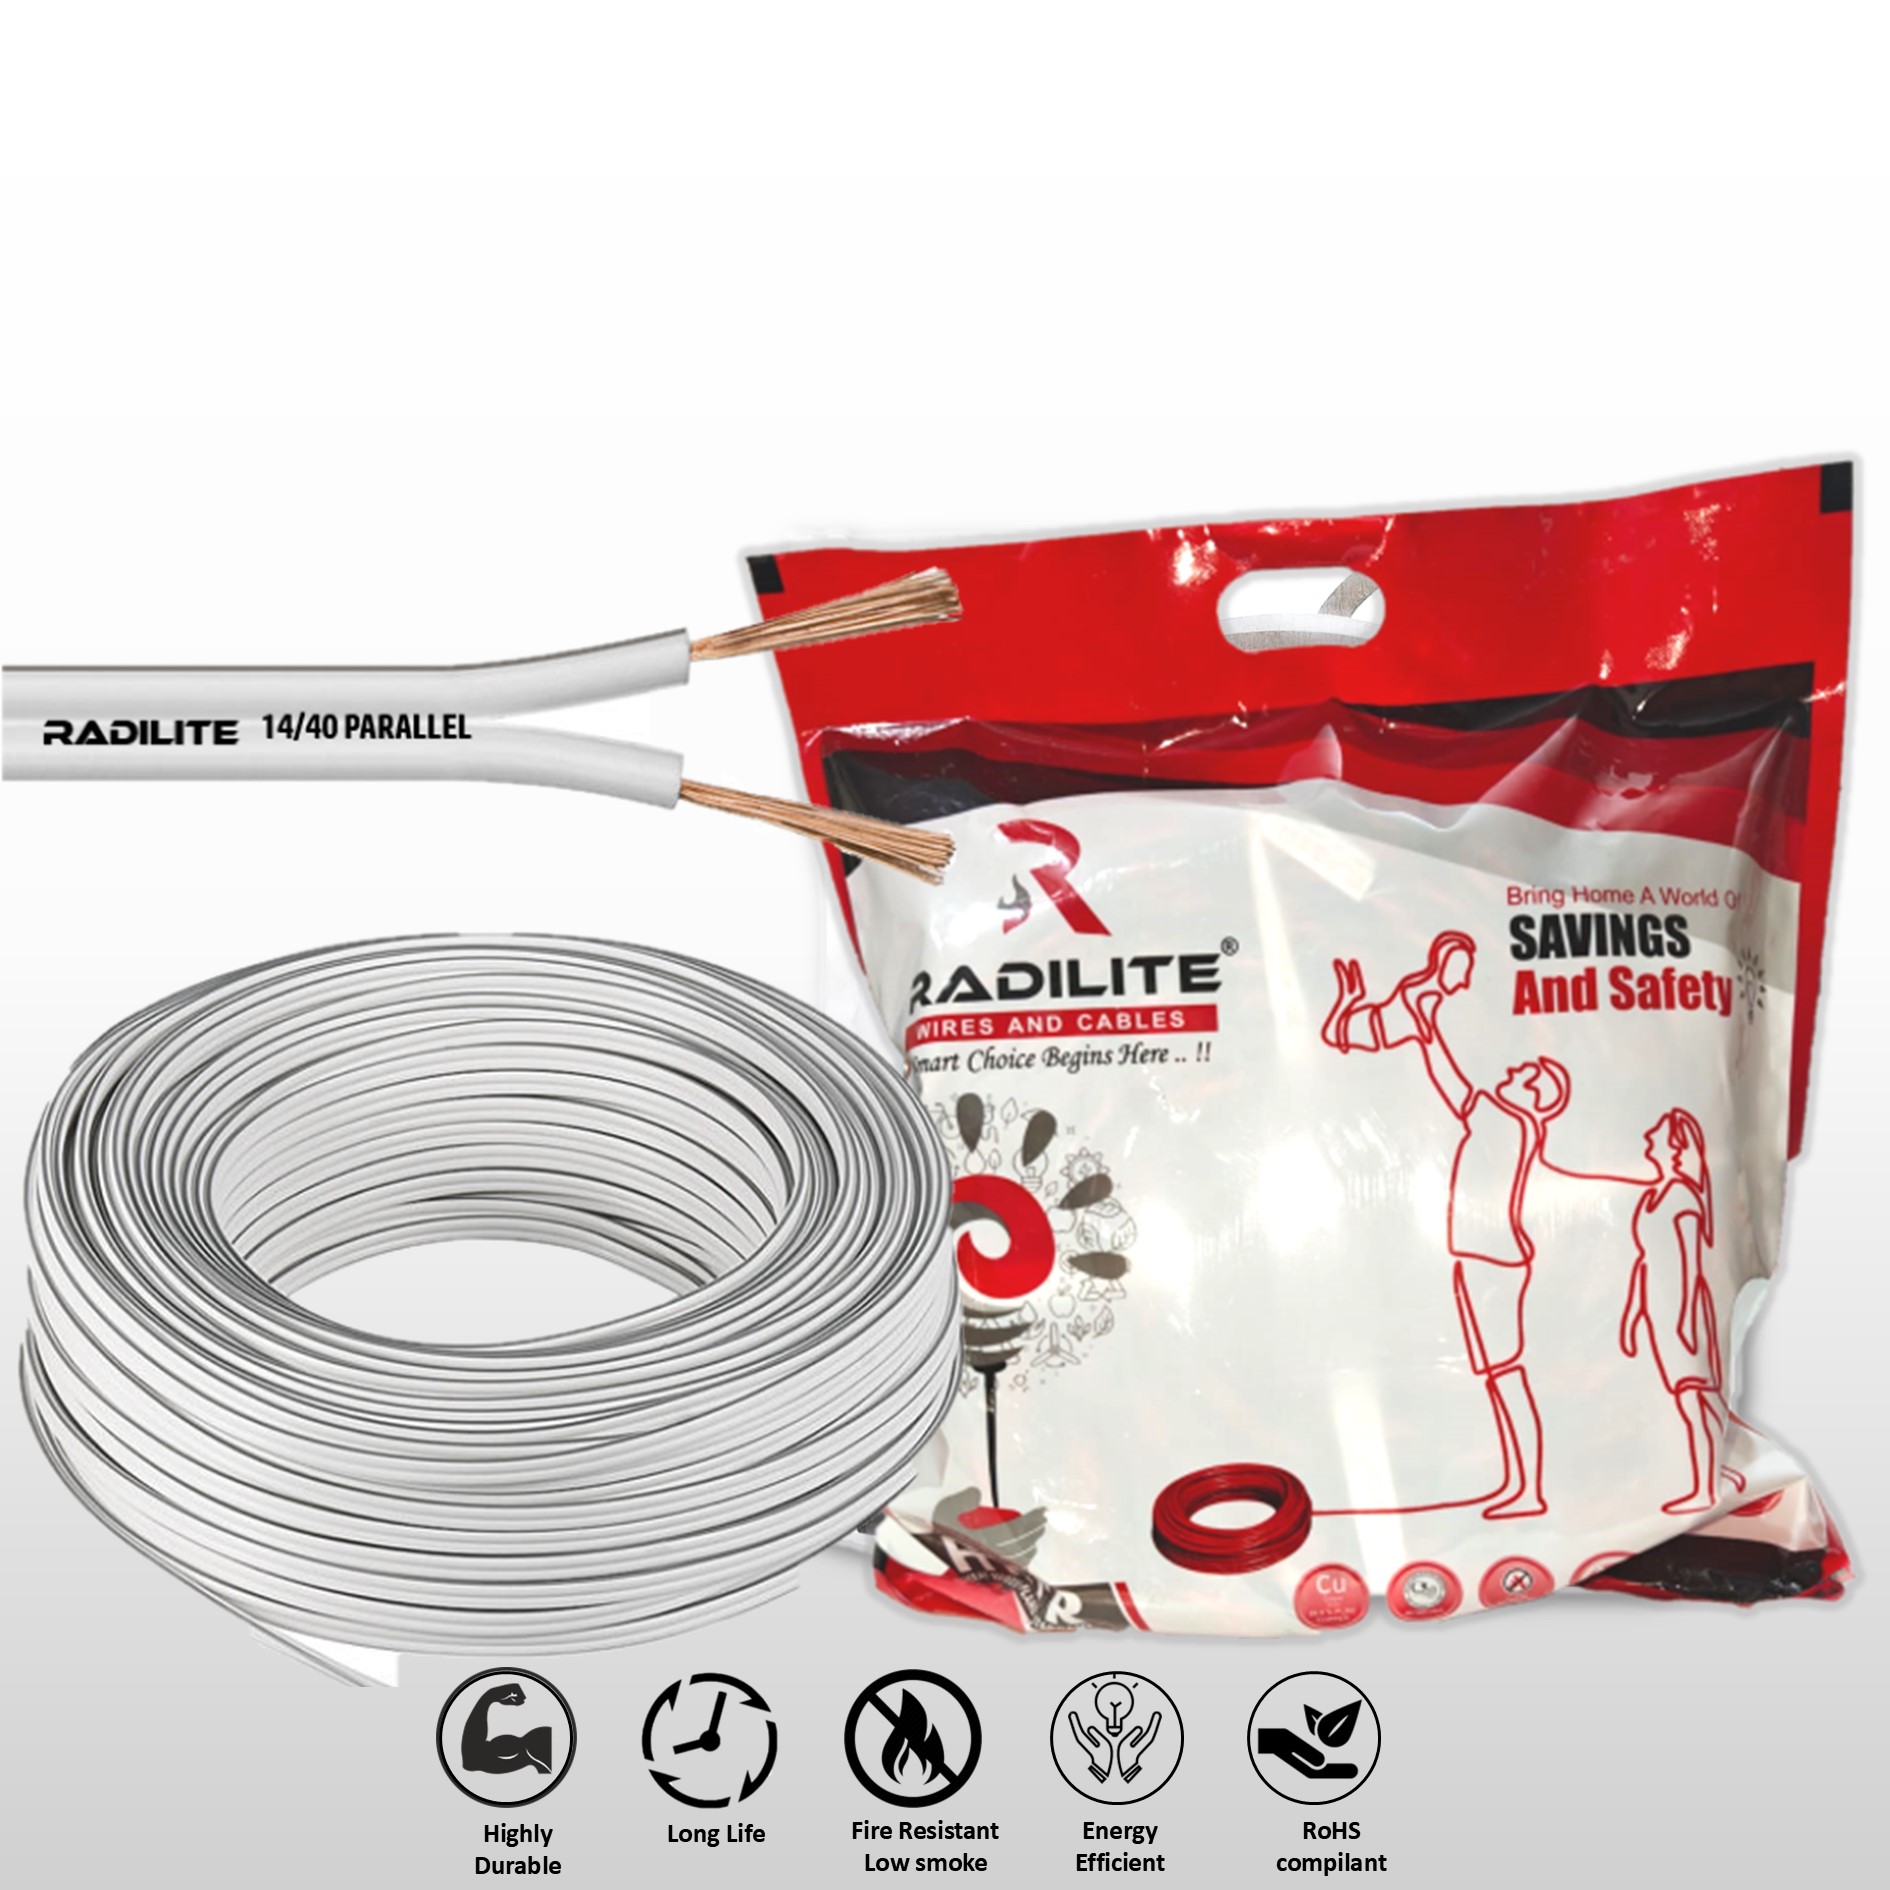 RADILITE 14/40 PARALLEL
R
RADILITE®
WIRES AND CABLES
Smart Choice Begins Here .. !!
Bring Home A World Of
SAVINGS
And Safety
Cu
R
Highly
Durable
Long Life
Fire Resistant
Low smoke
Energy
Efficient
RoHS
compilant